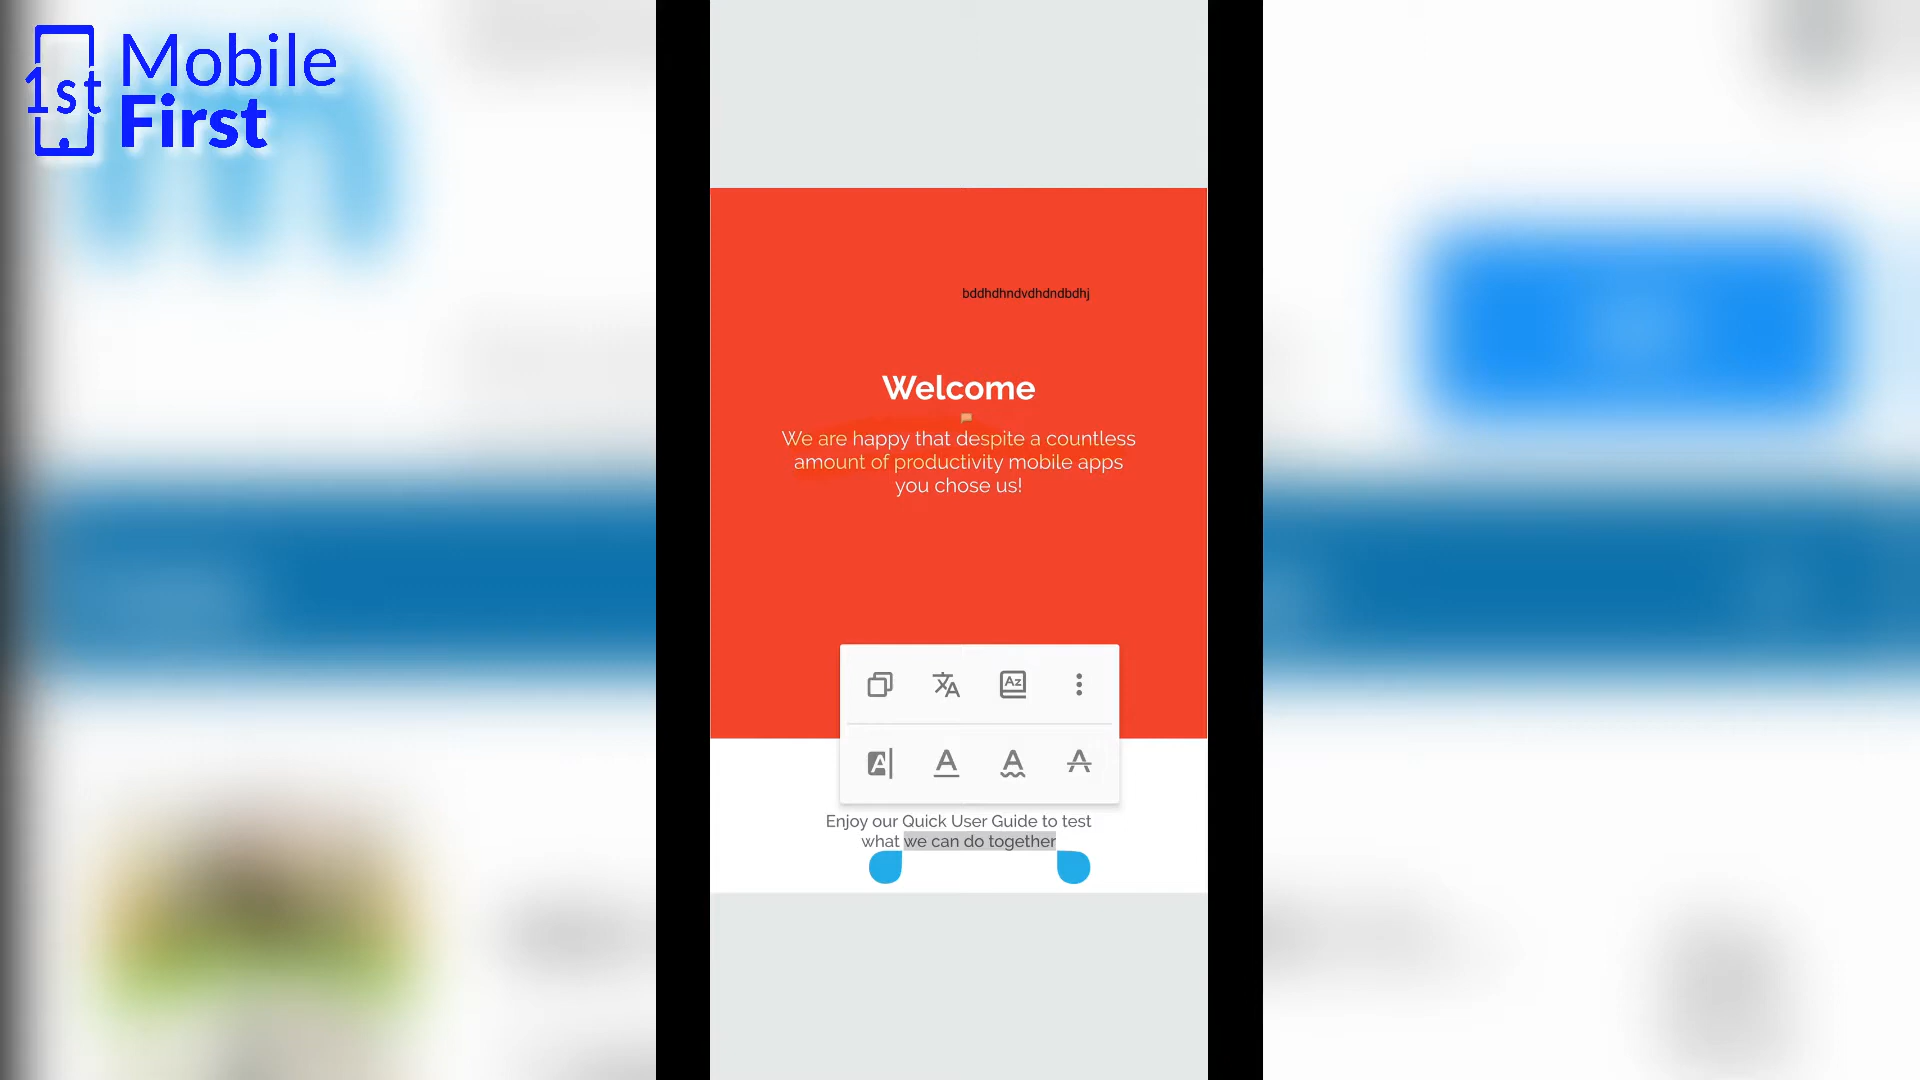 1st
Mobile
First
bddhdhndvdhdndbdhj
Welcome
We are happy that despite a countless
amount of productivity mobile apps
you chose us!
Enjoy our Quick User Guide to test
what we can do together